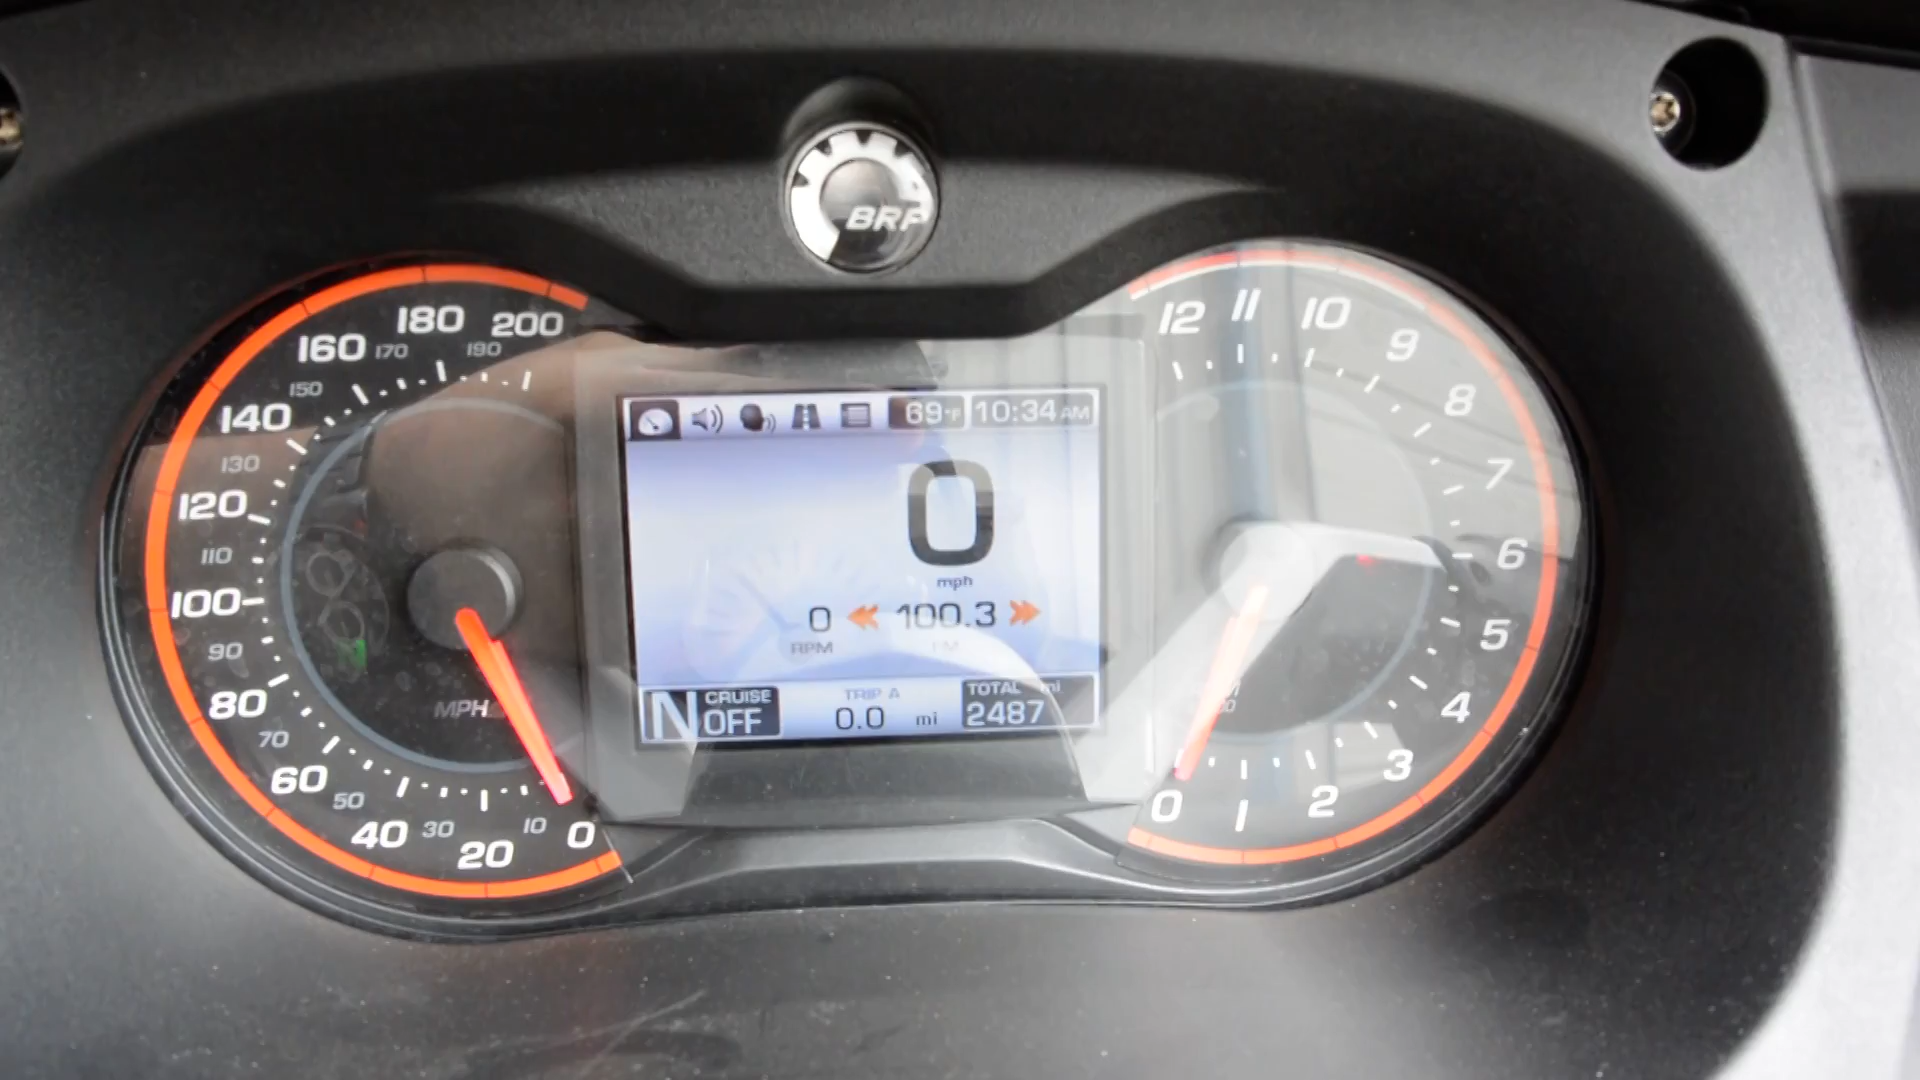 BRP
180 200
160 170 190
150
140
130
120
110
100
90
80
70
60
50
40 30 10 0
20
MPH
69°F 10:34 AM
0
mph
0 100.3
RPM FM
N CRUISE OFF
TRIP A
0.0 mi
TOTAL mi
2487
12 11 10
9
8
7
6
5
4
3
2
1
0